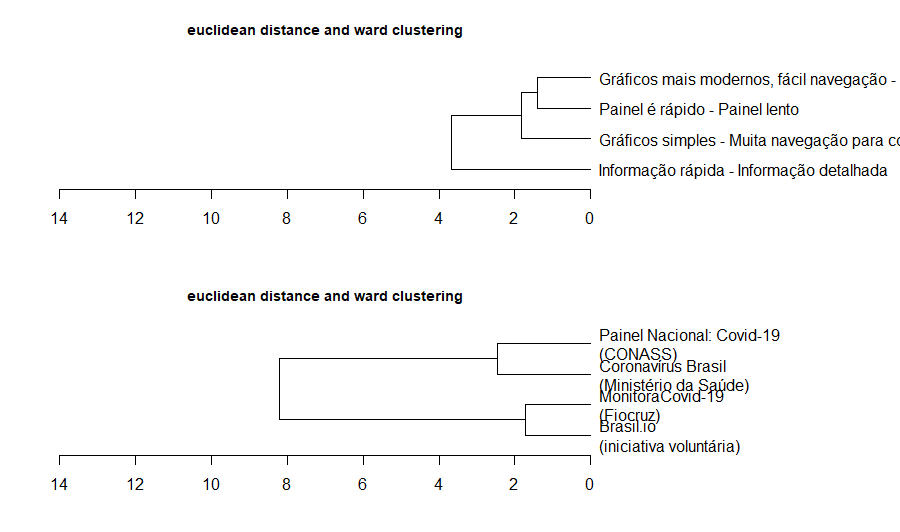 euclidean distance and ward clustering
Gráficos mais modernos, fácil navegação -
Painel é rápido - Painel lento
Gráficos simples - Muita navegação para co
Informação rápida - Informação detalhada
14 12 10 8 6 4 2 0
euclidean distance and ward clustering
Painel Nacional: Covid-19
(CONASS)
Coronavírus Brasil
(Ministério da Saúde)
MonitoraCovid-19
(Fiocruz)
Brasil.io
(iniciativa voluntária)
14 12 10 8 6 4 2 0